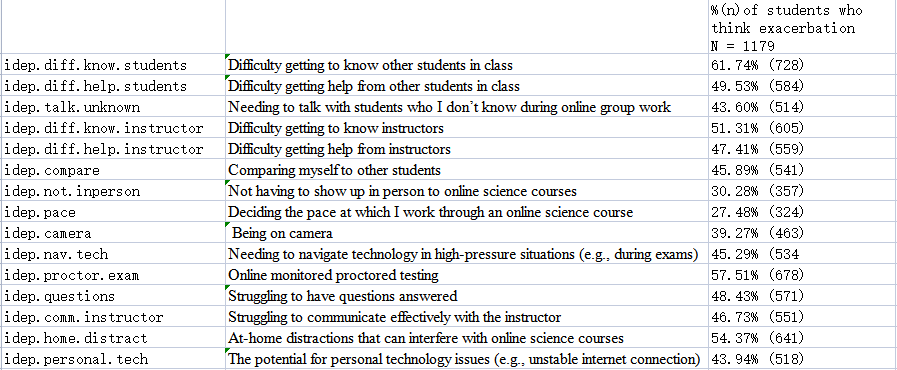 %(n)of students who
think exacerbation
N = 1179
idep.diff.know.students Difficulty getting to know other students in class 61.74% (728)
idep.diff.help.students Difficulty getting help from other students in class 49.53% (584)
idep.talk.unknown Needing to talk with students who I don't know during online group work 43.60% (514)
idep.diff.know.instructor Difficulty getting to know instructors 51.31% (605)
idep.diff.help.instructor Difficulty getting help from instructors 47.41% (559)
idep.compare Comparing myself to other students 45.89% (541)
idep.not.inperson Not having to show up in person to online science courses 30.28% (357)
idep.pace Deciding the pace at which I work through an online science course 27.48% (324)
idep.camera Being on camera 39.27% (463)
idep.nav.tech Needing to navigate technology in high-pressure situations (e.g., during exams) 45.29% (534
idep.proctor.exam Online monitored proctored testing 57.51% (678)
idep.questions Struggling to have questions answered 48.43% (571)
idep.comm.instructor Struggling to communicate effectively with the instructor 46.73% (551)
idep.home.distract At-home distractions that can interfere with online science courses 54.37% (641)
idep.personal.tech The potential for personal technology issues (e.g., unstable internet connection) 43.94% (518)